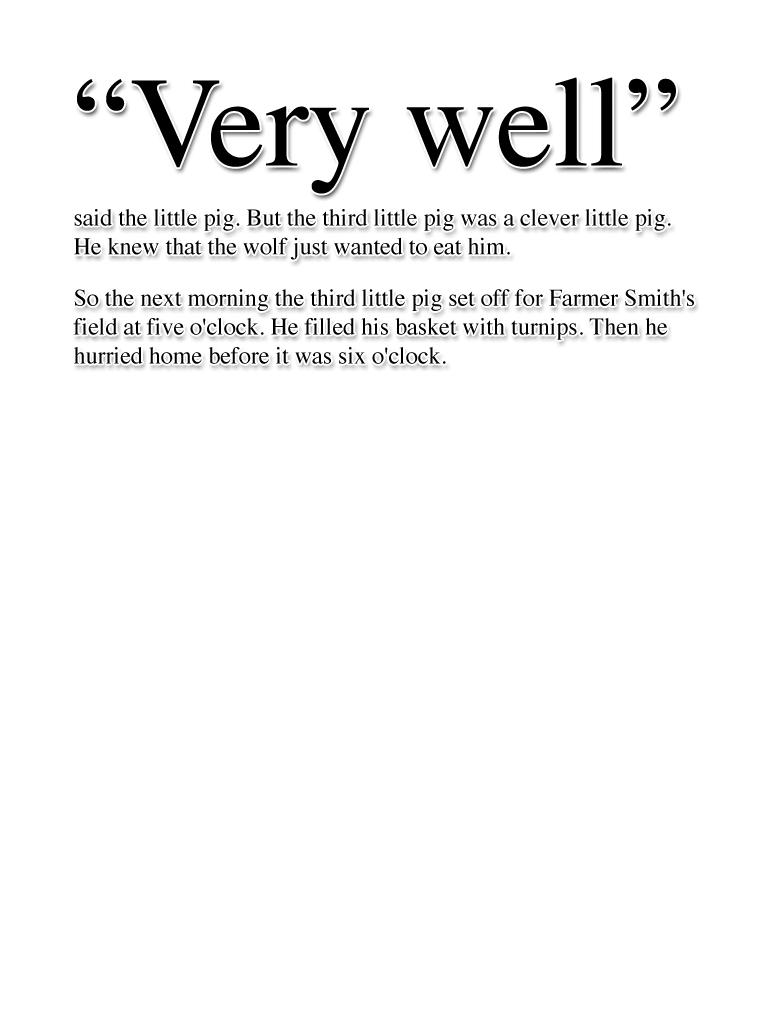 “Very well”
said the little pig. But the third little pig was a clever little pig.
He knew that the wolf just wanted to eat him.
So the next morning the third little pig set off for Farmer Smith's
field at five o'clock. He filled his basket with turnips. Then he
hurried home before it was six o'clock.